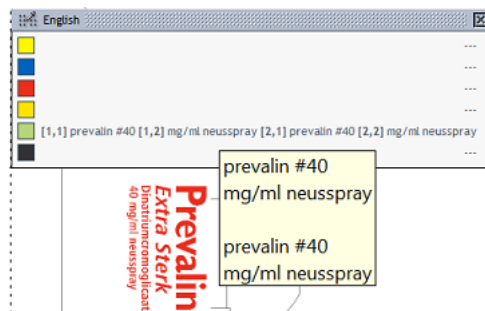 English
---
---
---
---
[1,1] prevalin #40 [1,2] mg/ml neusspray [2,1] prevalin #40 [2,2] mg/ml neusspray
---
prevalin #40
mg/ml neusspray
prevalin #40
mg/ml neusspray
Prevalin
Extra Sterk
Dinatriumcromoglicaat
40 mg/ml neusspray